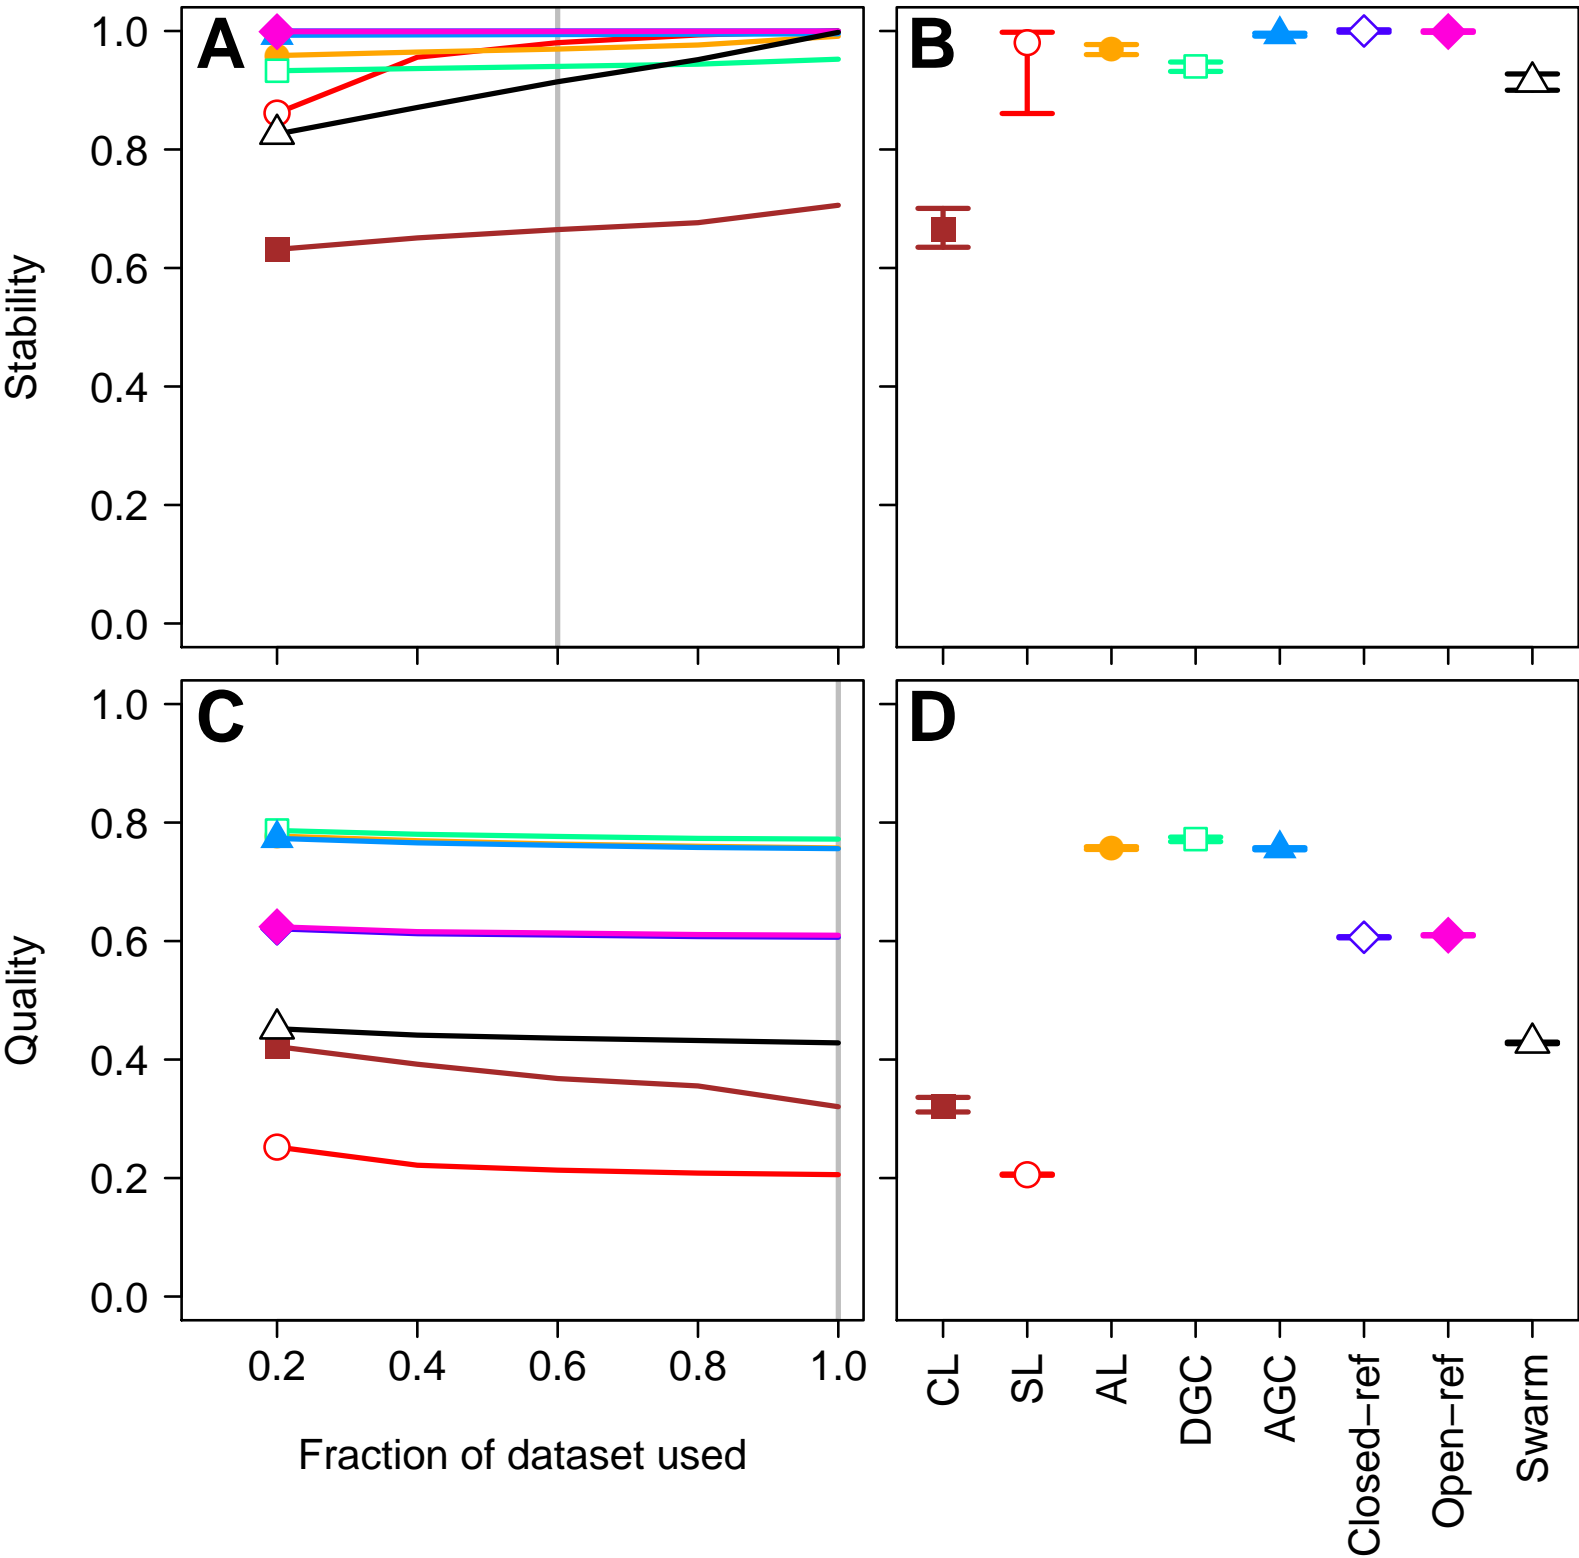 A
B
1.0
0.8
0.6
0.4
0.2
0.0
Stability
C
D
1.0
0.8
0.6
0.4
0.2
0.0
Quality
0.2 0.4 0.6 0.8 1.0
Fraction of dataset used
CL
SL
AL
DGC
AGC
Closed−ref
Open−ref
Swarm